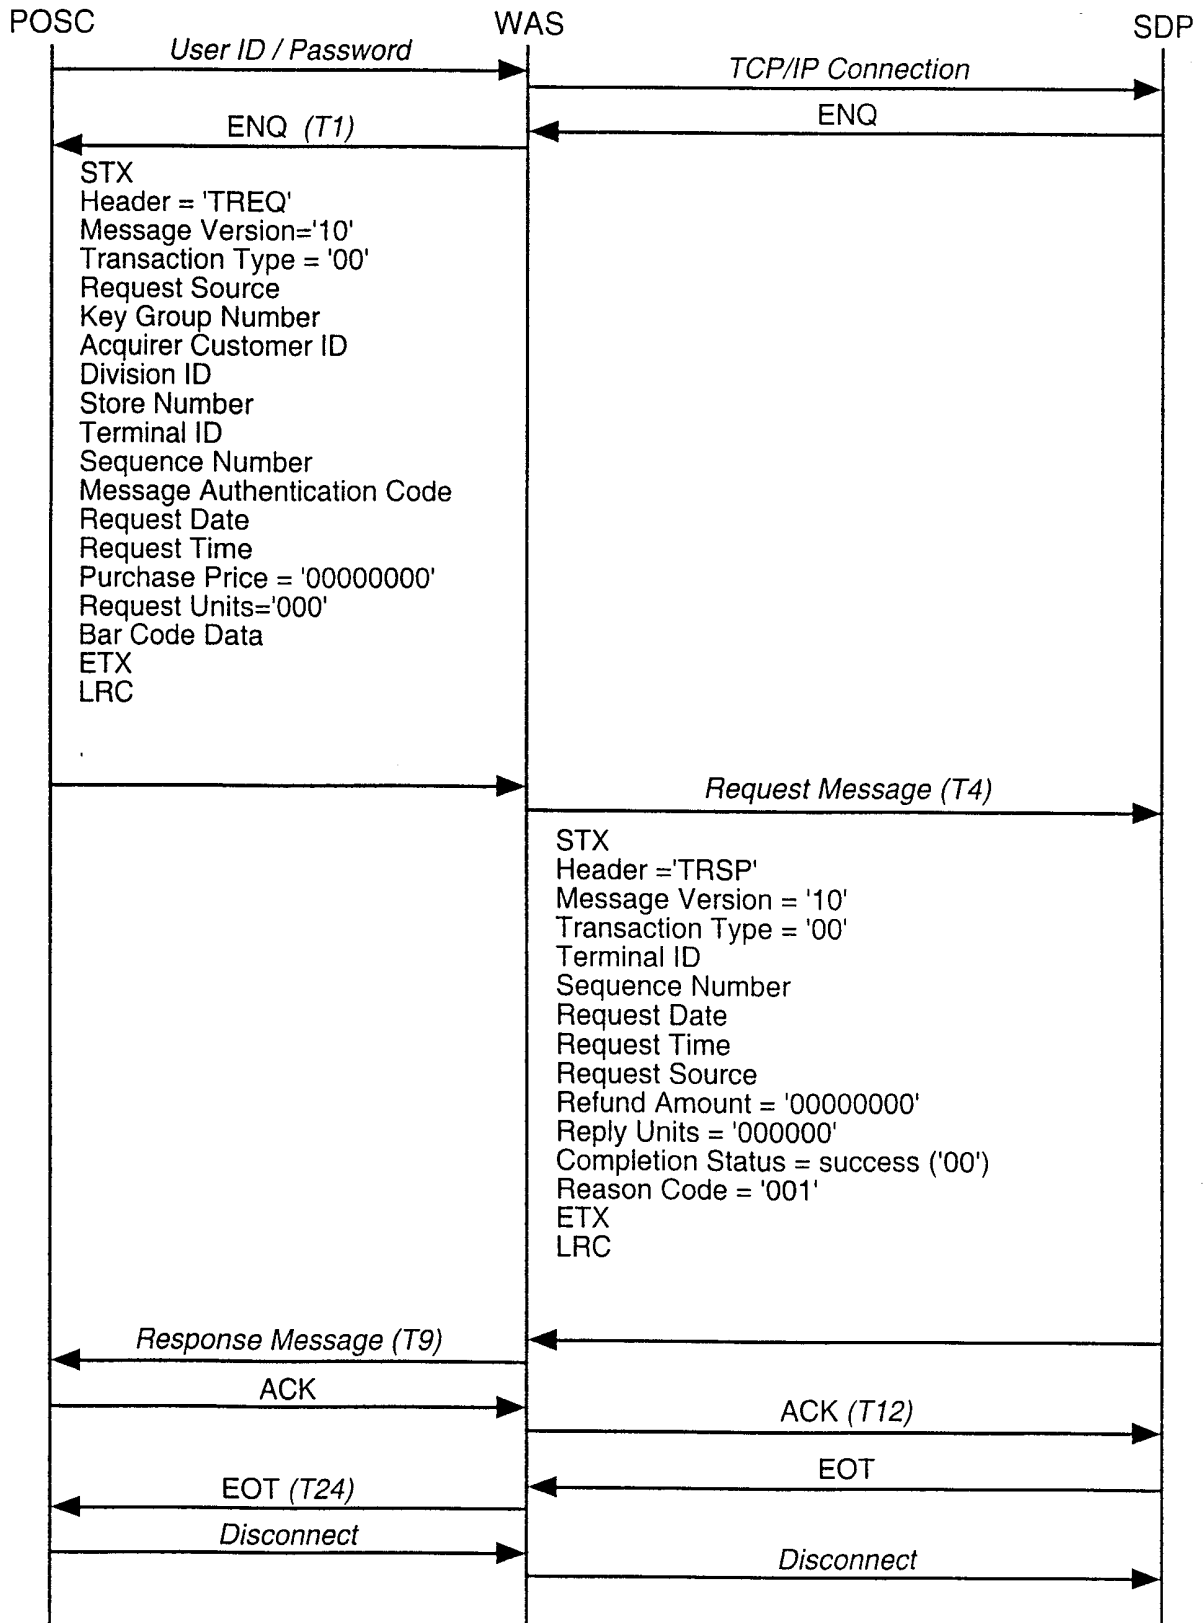 POSC
WAS
SDP
User ID / Password
TCP/IP Connection
ENQ
ENQ (T1)
STX
Header = 'TREQ'
Message Version='10'
Transaction Type = '00'
Request Source
Key Group Number
Acquirer Customer ID
Division ID
Store Number
Terminal ID
Sequence Number
Message Authentication Code
Request Date
Request Time
Purchase Price = '00000000'
Request Units='000'
Bar Code Data
ETX
LRC
Request Message (T4)
STX
Header ='TRSP'
Message Version = '10'
Transaction Type = '00'
Terminal ID
Sequence Number
Request Date
Request Time
Request Source
Refund Amount = '00000000'
Reply Units = '000000'
Completion Status = success ('00')
Reason Code = '001'
ETX
LRC
Response Message (T9)
ACK
ACK (T12)
EOT
EOT (T24)
Disconnect
Disconnect